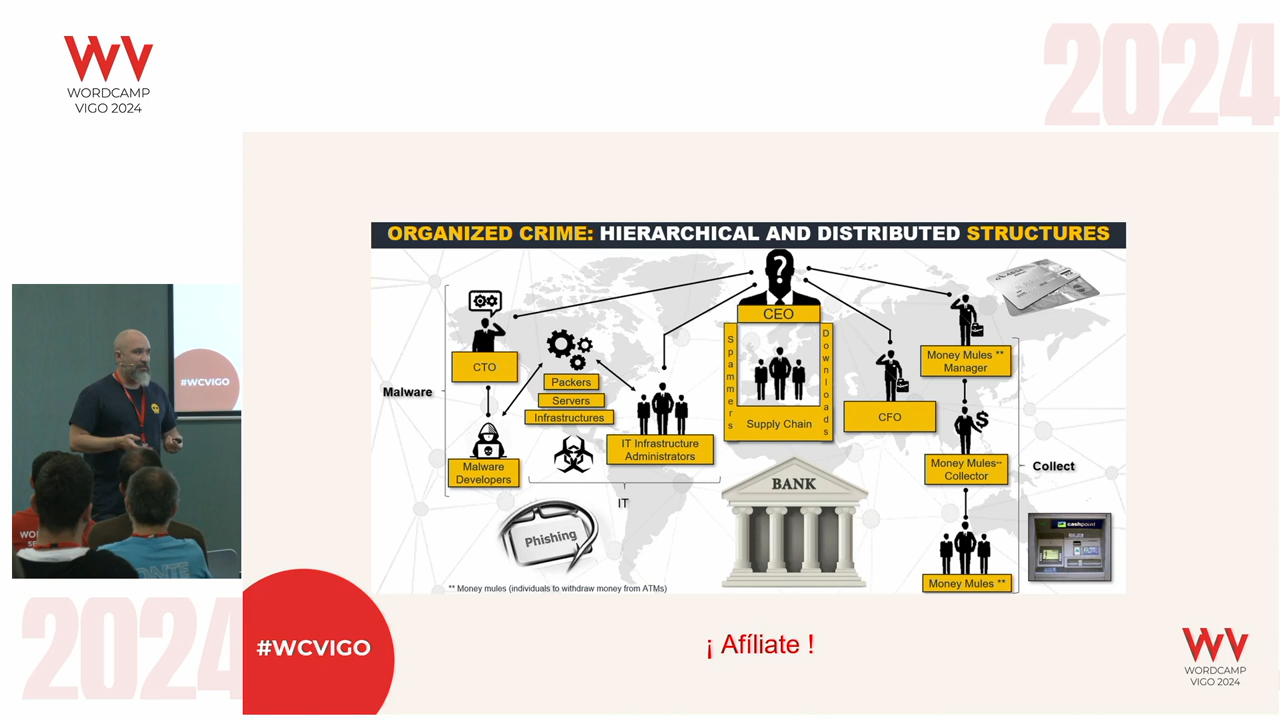 WORDCAMP
VIGO 2024
2024
ORGANIZED CRIME: HIERARCHICAL AND DISTRIBUTED STRUCTURES
?
CEO
CTO
Malware
Packers
Servers
Infrastructures
Malware
Developers
IT Infrastructure
Administrators
IT
Spammers
Downloads
Supply Chain
CFO
Money Mules **
Manager
$
Money Mules**
Collector
Collect
Money Mules **
Phishing
BANK
cashpoint
** Money mules (individuals to withdraw money from ATMs)
#WCVIGO
2024
#WCVIGO
¡ Afíliate !
WORDCAMP
VIGO 2024